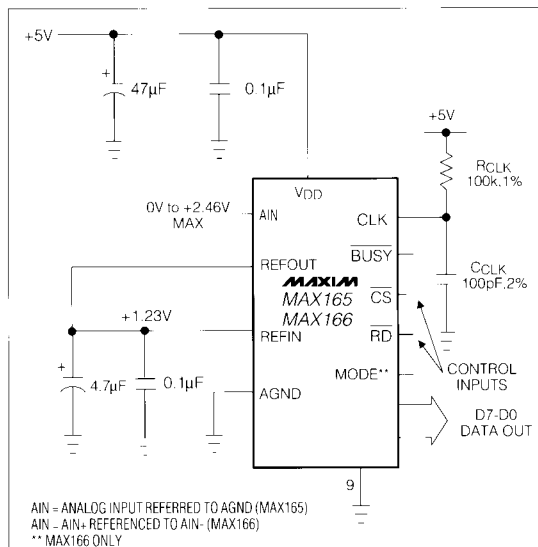 +5V
47µF
0.1µF
+5V
RCLK
100k,1%
VDD
0V to +2.46V
MAX
AIN
CLK
REFOUT
BUSY
MAXIM
MAX165
MAX166
CS
CCLK
100pF,2%
+1.23V
REFIN
RD
MODE**
CONTROL
INPUTS
4.7µF
0.1µF
AGND
D7-D0
DATA OUT
9
AIN = ANALOG INPUT REFERRED TO AGND (MAX165)
AIN = AIN+ REFERENCED TO AIN- (MAX166)
** MAX166 ONLY